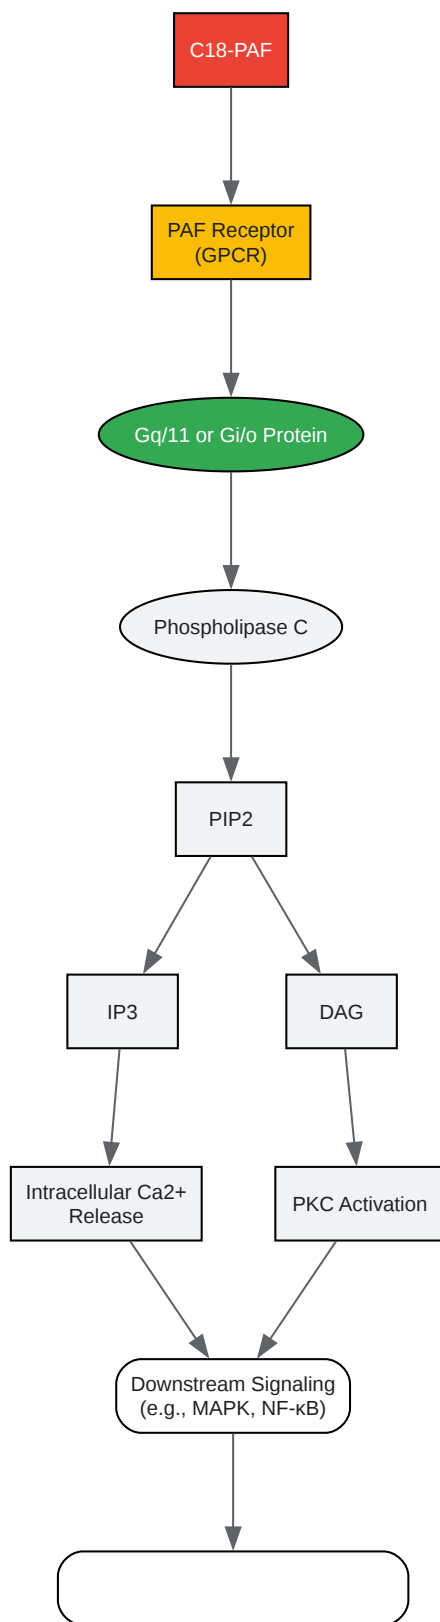 C18-PAF
PAF Receptor
(GPCR)
Gq/11 or Gi/o Protein
Phospholipase C
PIP2
IP3
DAG
Intracellular Ca2+
Release
PKC Activation
Downstream Signaling
(e.g., MAPK, NF-κB)